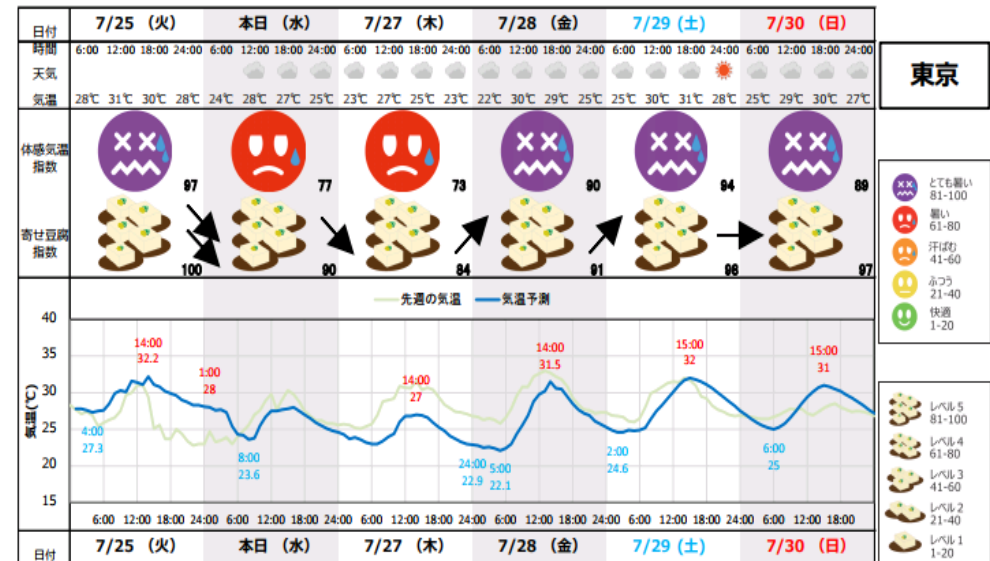 日付 7/25 （火） 本日 （水） 7/27 （木） 7/28 （金） 7/29 (土) 7/30 （日）
時間 6:00 12:00 18:00 24:00 6:00 12:00 18:00 24:00 6:00 12:00 18:00 24:00 6:00 12:00 18:00 24:00 6:00 12:00 18:00 24:00 6:00 12:00 18:00 24:00
天気
気温 28℃ 31℃ 30℃ 28℃ 24℃ 28℃ 27℃ 25℃ 23℃ 27℃ 25℃ 23℃ 22℃ 30℃ 29℃ 25℃ 25℃ 30℃ 31℃ 28℃ 25℃ 29℃ 30℃ 27℃
東京
体感気温
指数
97 77 73 90 94 89
寄せ豆腐
指数
100 90 84 91 98 97
とても暑い
81-100
暑い
61-80
汗ばむ
41-60
ふつう
21-40
快適
1-20
先週の気温 気温予測
気温(℃)
40
35
30
25
20
15
14:00
32.2
1:00
28
14:00
27
14:00
31.5
15:00
32
15:00
31
4:00
27.3
8:00
23.6
24:00
22.9
5:00
22.1
2:00
24.6
6:00
25
6:00 12:00 18:00 24:00 6:00 12:00 18:00 24:00 6:00 12:00 18:00 24:00 6:00 12:00 18:00 24:00 6:00 12:00 18:00 24:00 6:00 12:00 18:00
日付 7/25 （火） 本日 （水） 7/27 （木） 7/28 （金） 7/29 (土) 7/30 （日）
レベル 5
81-100
レベル 4
61-80
レベル 3
41-60
レベル 2
21-40
レベル 1
1-20